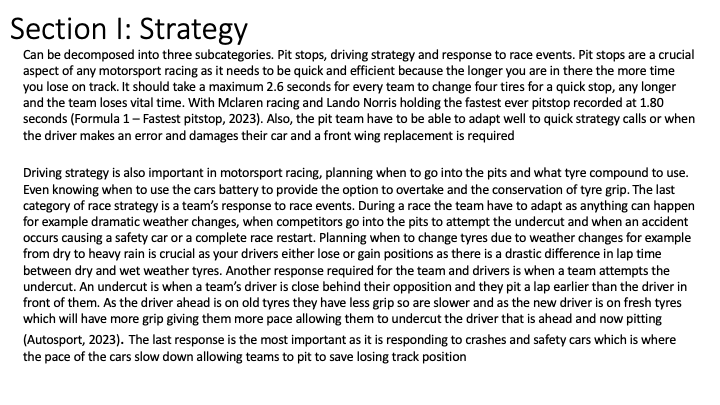 Section I: Strategy
Can be decomposed into three subcategories. Pit stops, driving strategy and response to race events. Pit stops are a crucial
aspect of any motorsport racing as it needs to be quick and efficient because the longer you are in there the more time
you lose on track. It should take a maximum 2.6 seconds for every team to change four tires for a quick stop, any longer
and the team loses vital time. With Mclaren racing and Lando Norris holding the fastest ever pitstop recorded at 1.80
seconds (Formula 1 – Fastest pitstop, 2023). Also, the pit team have to be able to adapt well to quick strategy calls or when
the driver makes an error and damages their car and a front wing replacement is required
Driving strategy is also important in motorsport racing, planning when to go into the pits and what tyre compound to use.
Even knowing when to use the cars battery to provide the option to overtake and the conservation of tyre grip. The last
category of race strategy is a team's response to race events. During a race the team have to adapt as anything can happen
for example dramatic weather changes, when competitors go into the pits to attempt the undercut and when an accident
occurs causing a safety car or a complete race restart. Planning when to change tyres due to weather changes for example
from dry to heavy rain is crucial as your drivers either lose or gain positions as there is a drastic difference in lap time
between dry and wet weather tyres. Another response required for the team and drivers is when a team attempts the
undercut. An undercut is when a team's driver is close behind their opposition and they pit a lap earlier than the driver in
front of them. As the driver ahead is on old tyres they have less grip so are slower and as the new driver is on fresh tyres
which will have more grip giving them more pace allowing them to undercut the driver that is ahead and now pitting
(Autosport, 2023). The last response is the most important as it is responding to crashes and safety cars which is where
the pace of the cars slow down allowing teams to pit to save losing track position